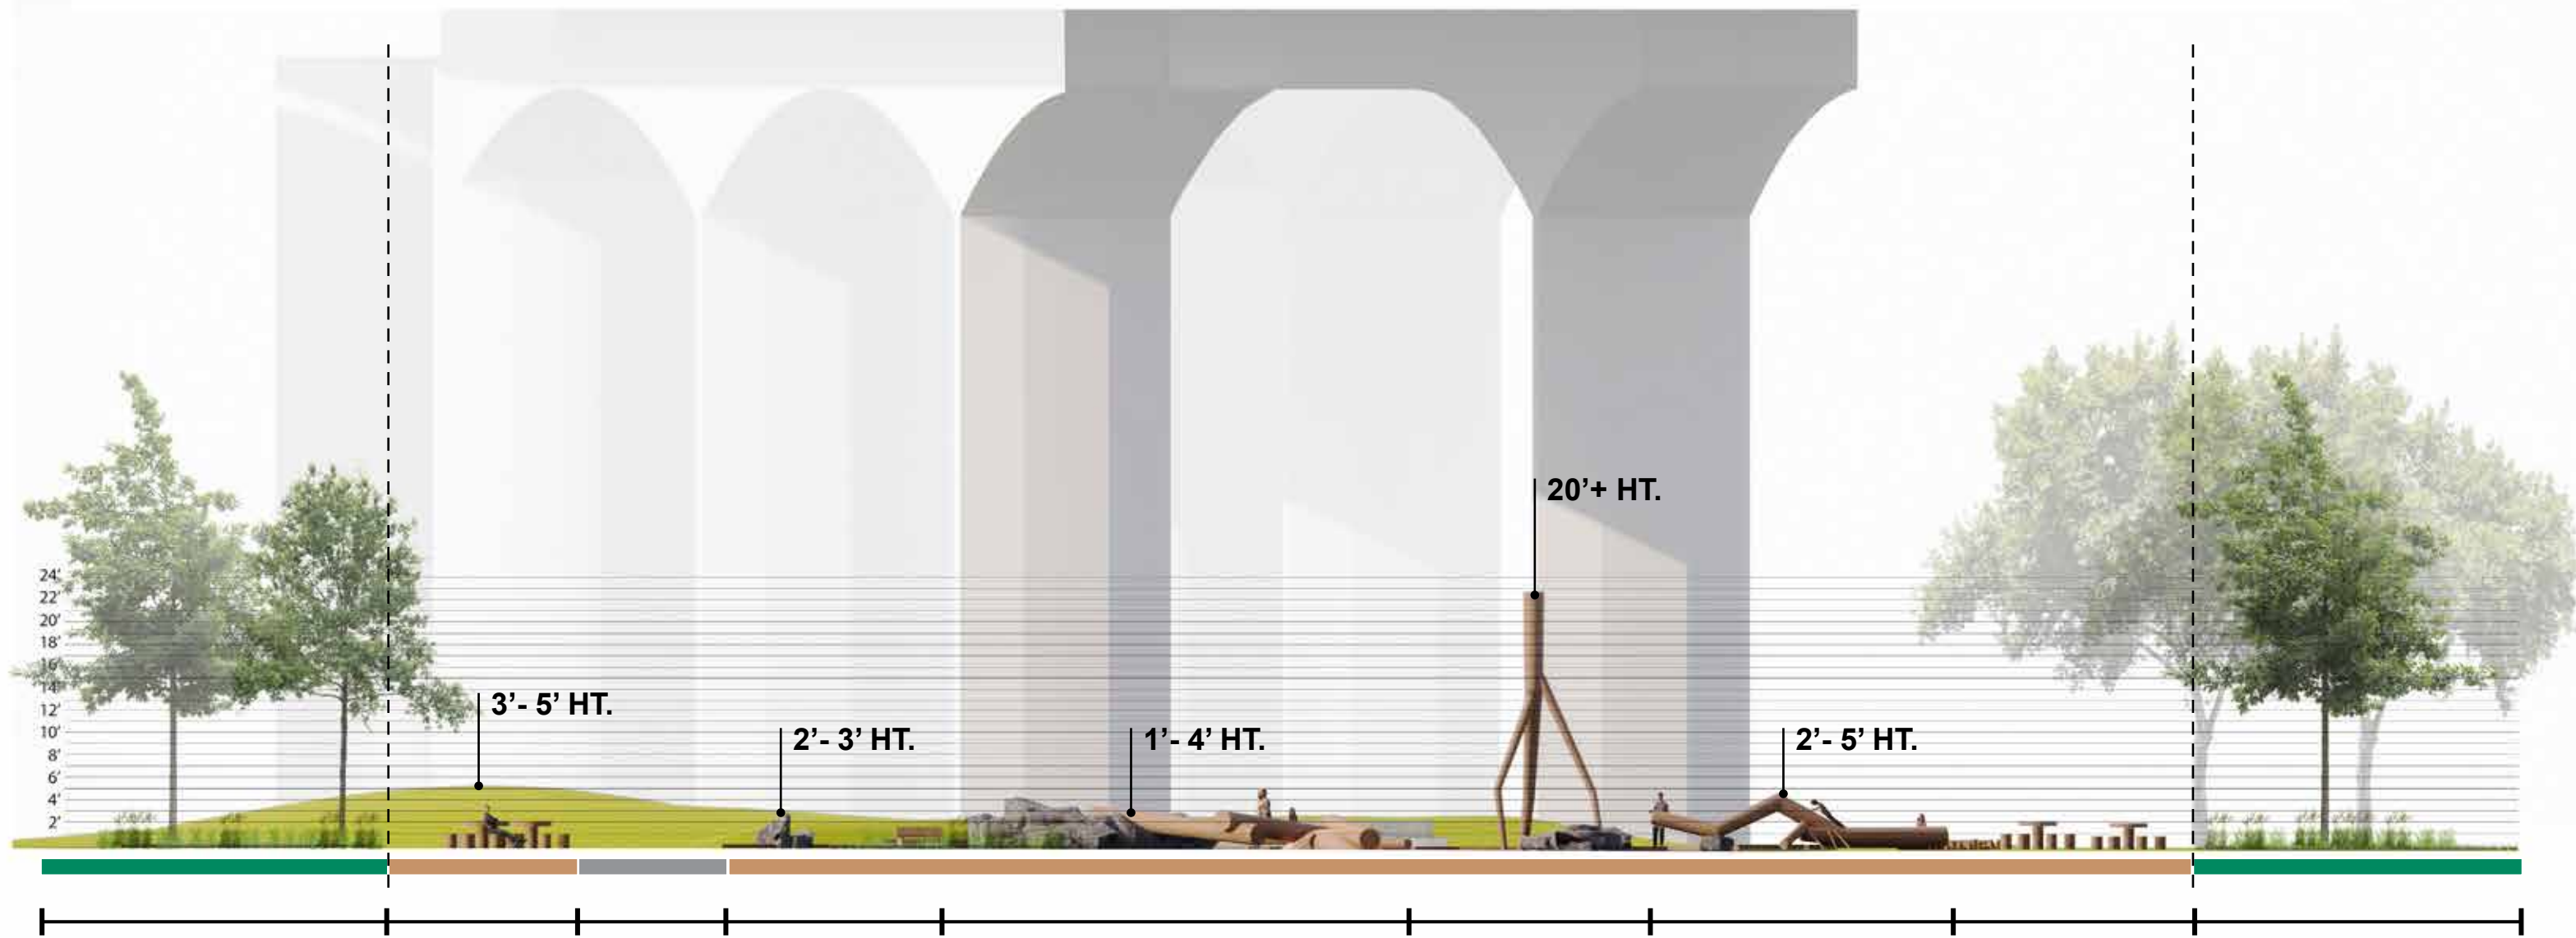 20’+ HT.
24’
22’
20’
18’
16’
14’
12’
10’
8’
6’
4’
2’
3’- 5’ HT.
2’- 3’ HT.
1’- 4’ HT.
2’- 5’ HT.